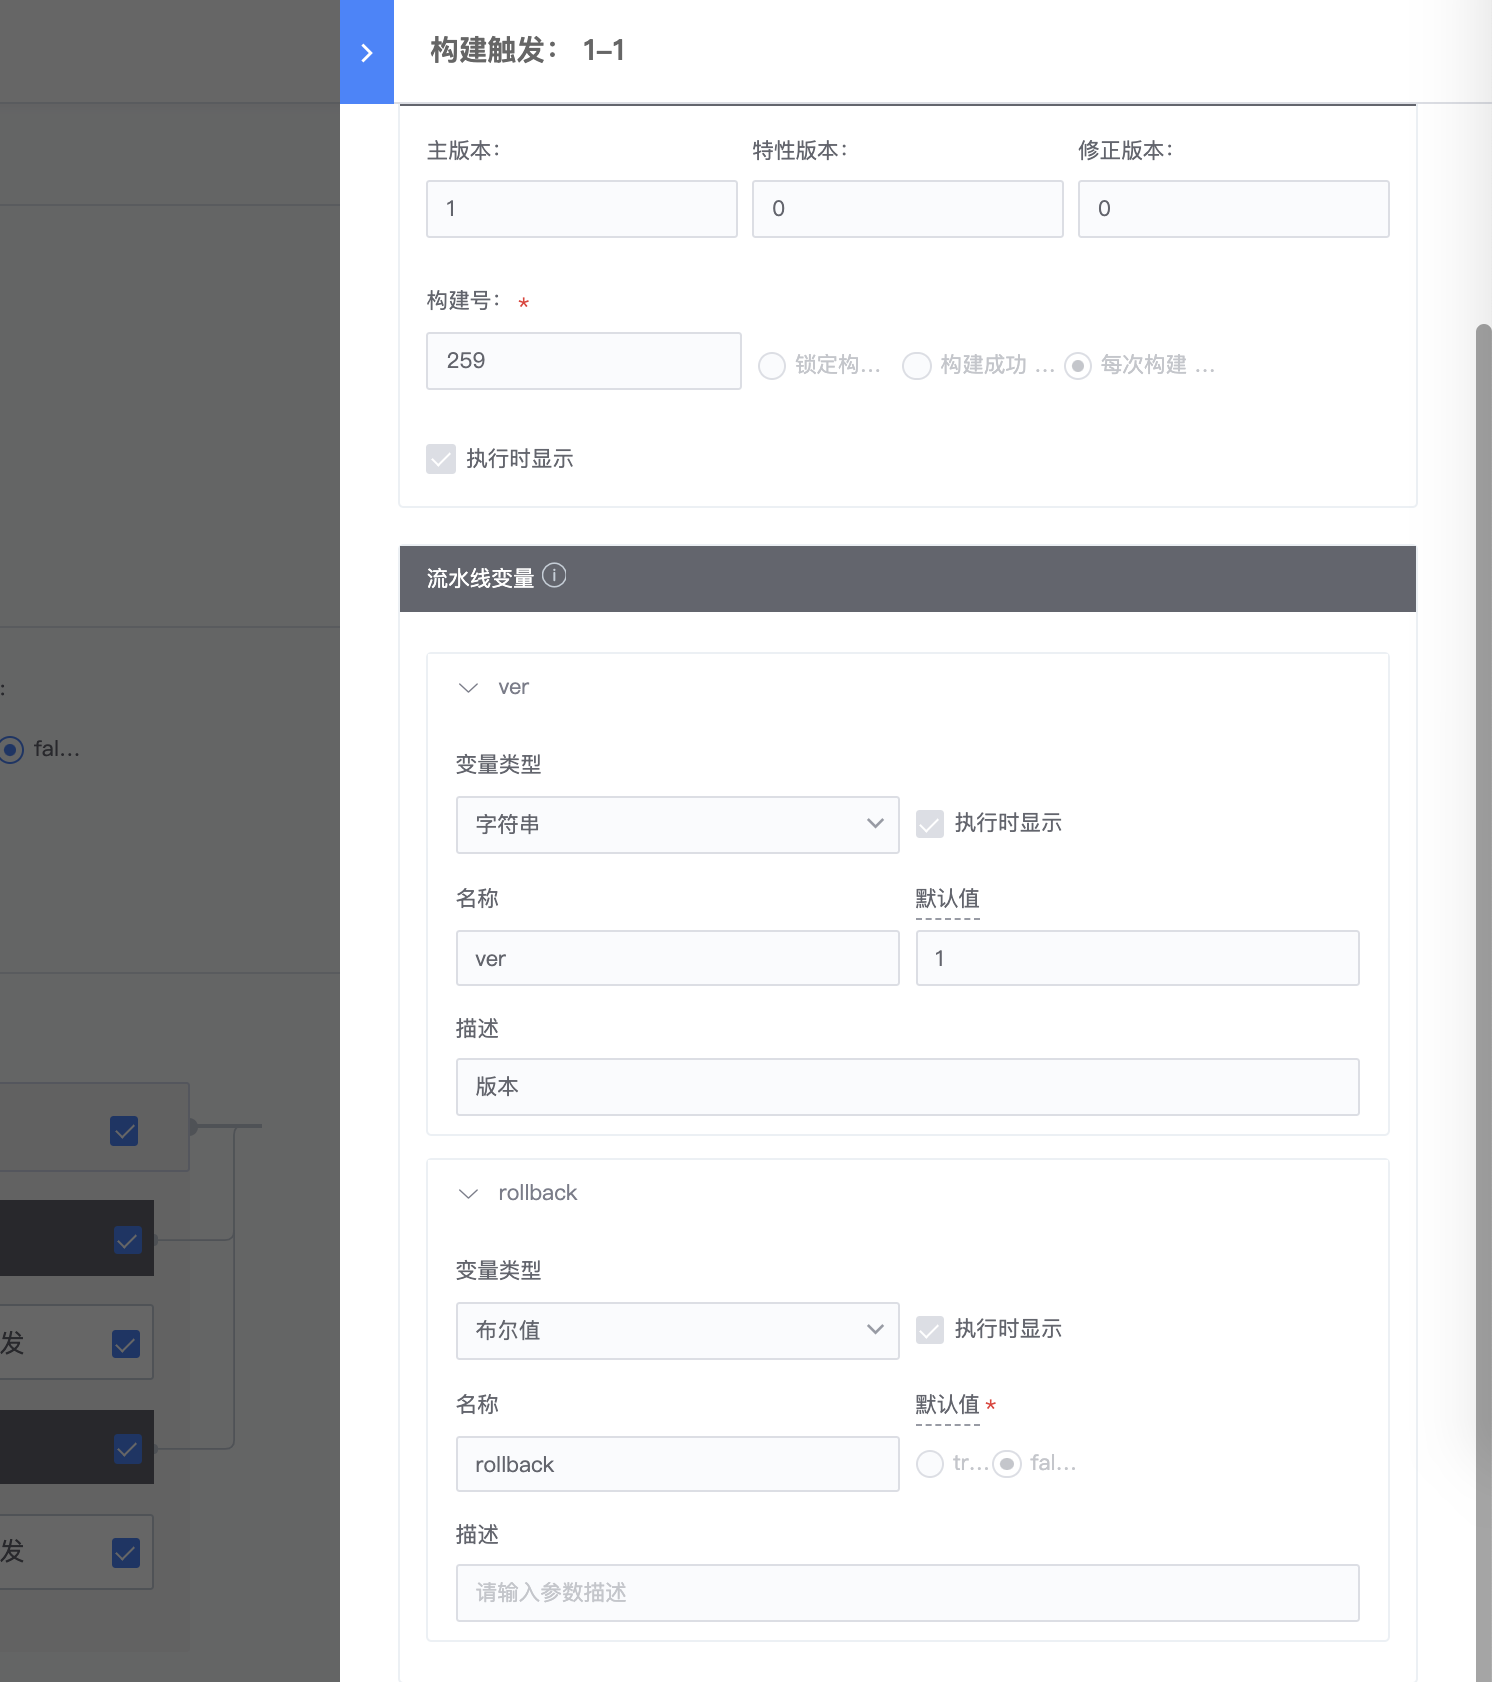 构建触发： 1–1
主版本：
特性版本：
修正版本：
1
0
0
构建号： *
259
锁定构...
构建成功 ...
每次构建 ...
执行时显示
流水线变量
ver
变量类型
字符串
执行时显示
名称
默认值
ver
1
描述
版本
rollback
变量类型
布尔值
执行时显示
名称
默认值 *
rollback
tr...
fal...
描述
请输入参数描述
:
fal...
发
发